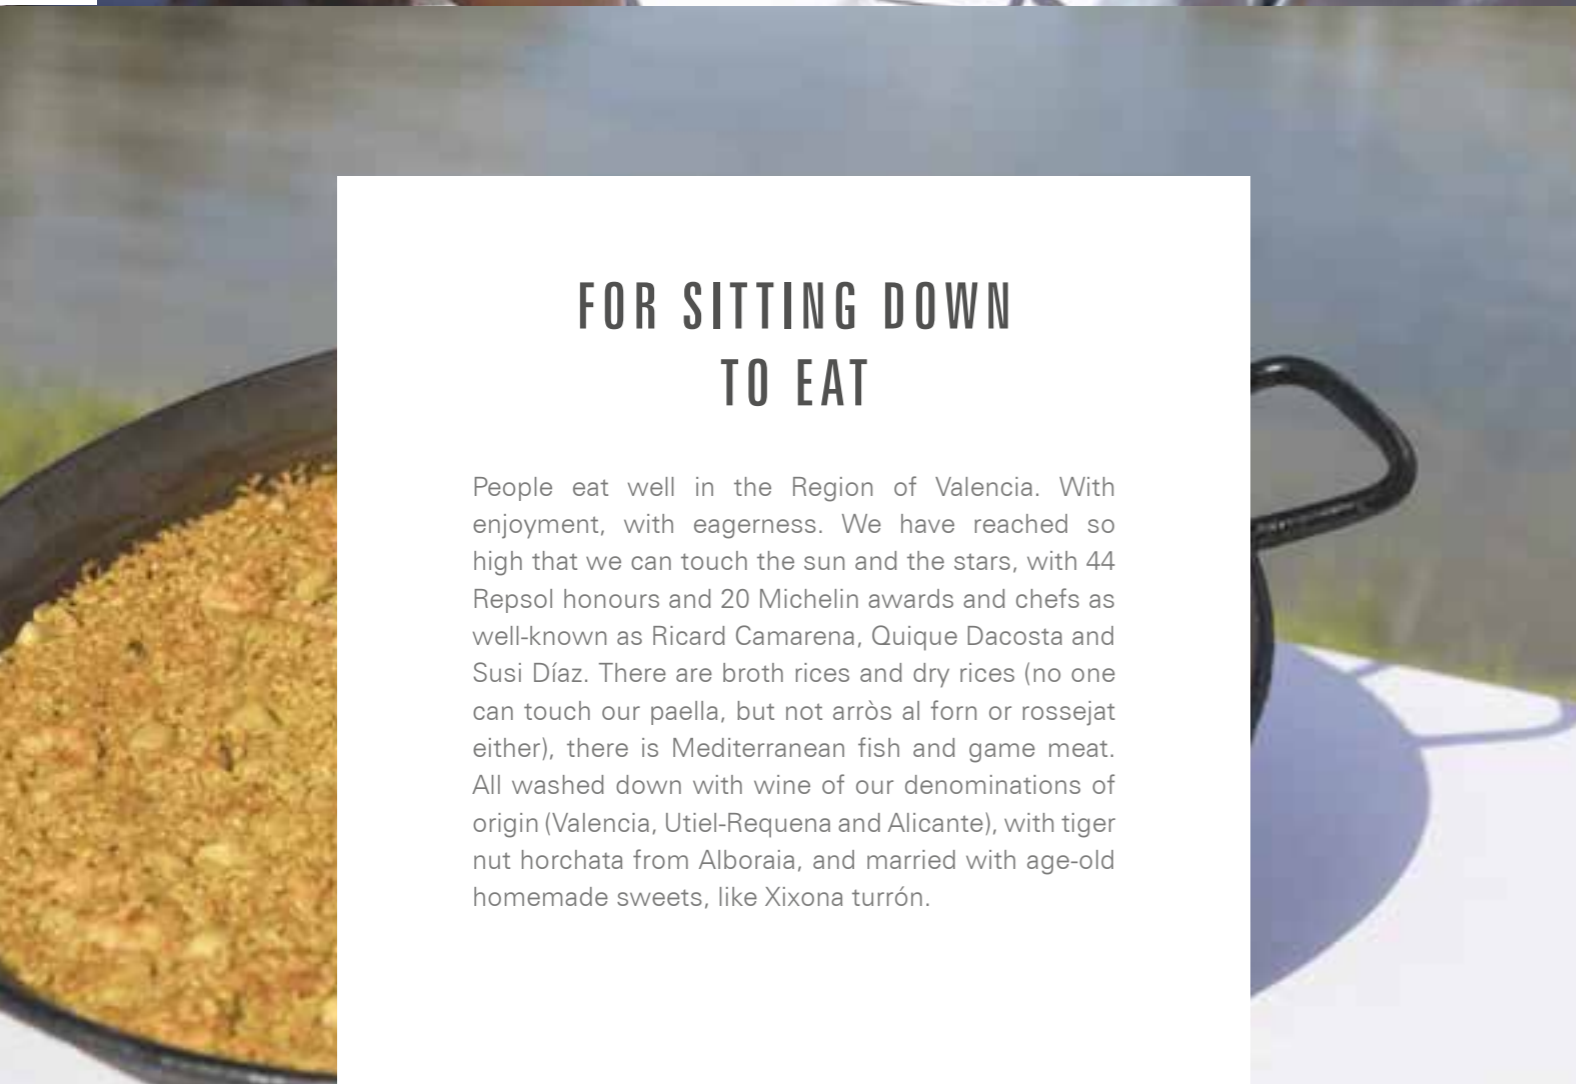 FOR SITTING DOWN
TO EAT
People eat well in the Region of Valencia. With
enjoyment, with eagerness. We have reached so
high that we can touch the sun and the stars, with 44
Repsol honours and 20 Michelin awards and chefs as
well-known as Ricard Camarena, Quique Dacosta and
Susi Díaz. There are broth rices and dry rices (no one
can touch our paella, but not arròs al forn or rossejat
either), there is Mediterranean fish and game meat.
All washed down with wine of our denominations of
origin (Valencia, Utiel-Requena and Alicante), with tiger
nut horchata from Alboraia, and married with age-old
homemade sweets, like Xixona turrón.